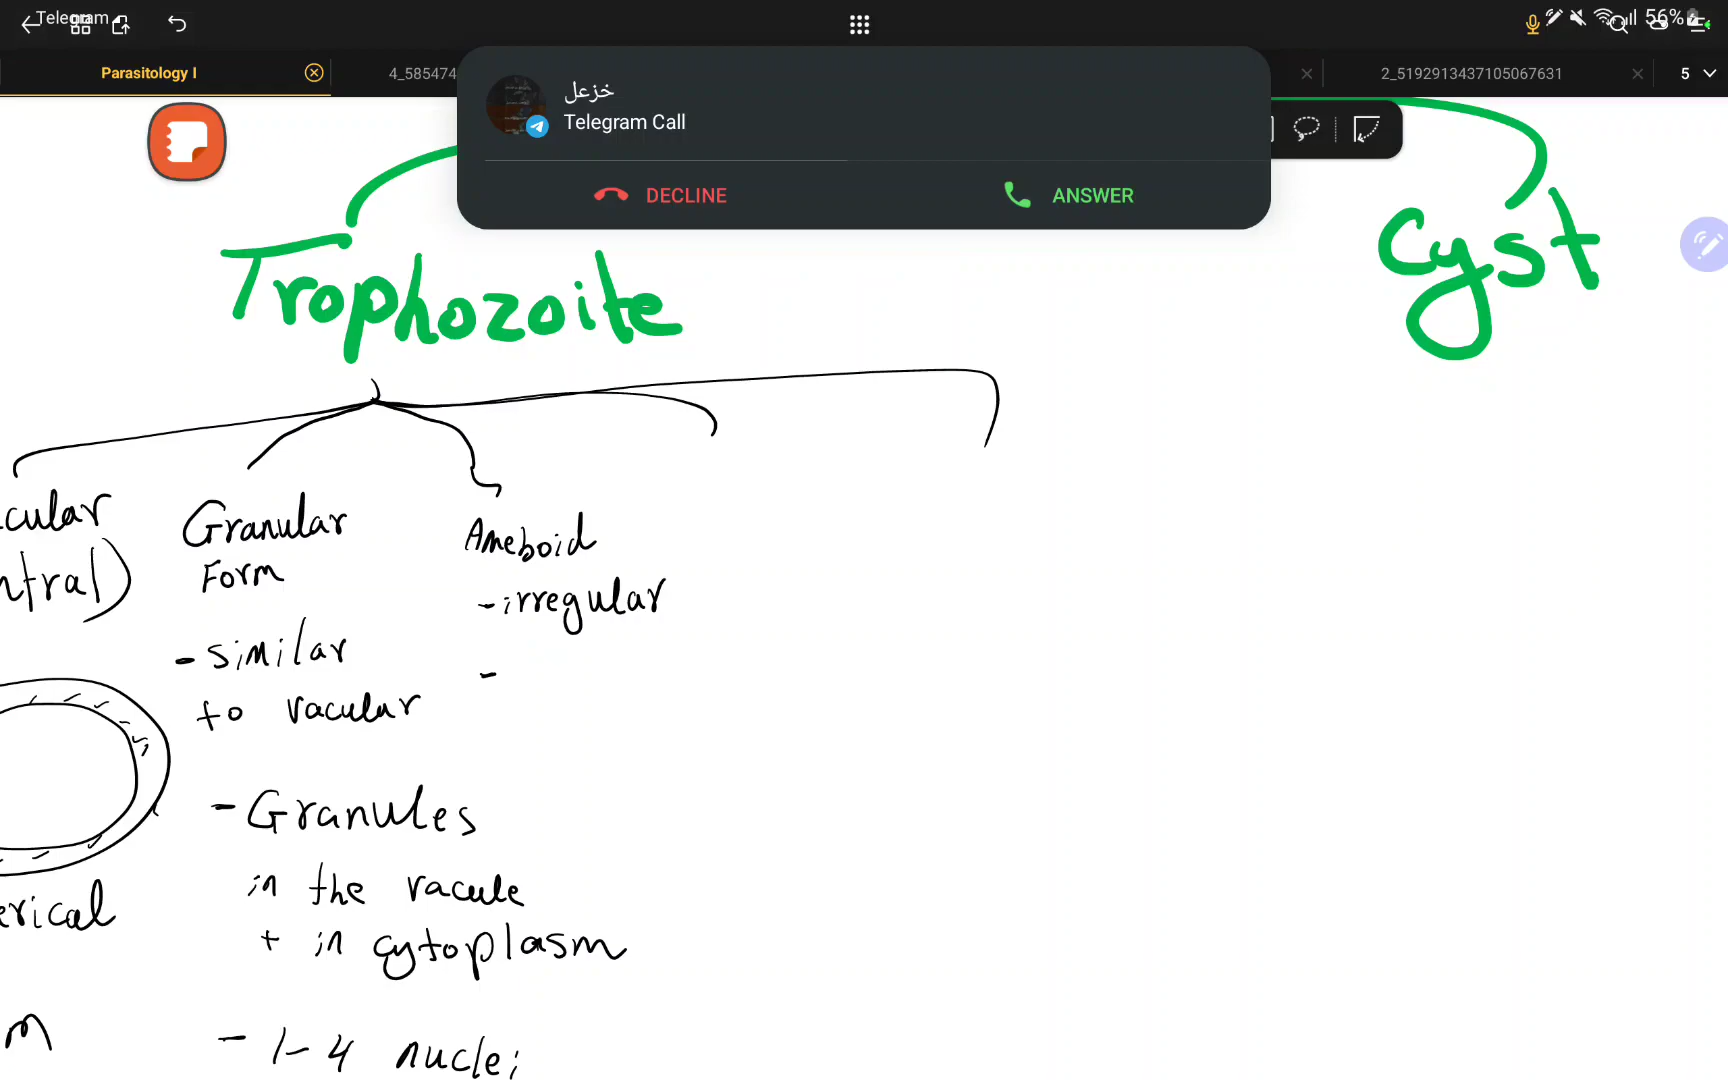 Telegram
56%
Parasitology I
4_585474
2_5192913437105067631
5
خزعل
Telegram Call
DECLINE
ANSWER
Trophozoite
Cyst
cular
ntral)
erical
m
Granular
Form
- similar
to vacular
- Granules
in the vacule
+ in cytoplasm
- 1-4 nuclei
Ameboid
- irregular
-